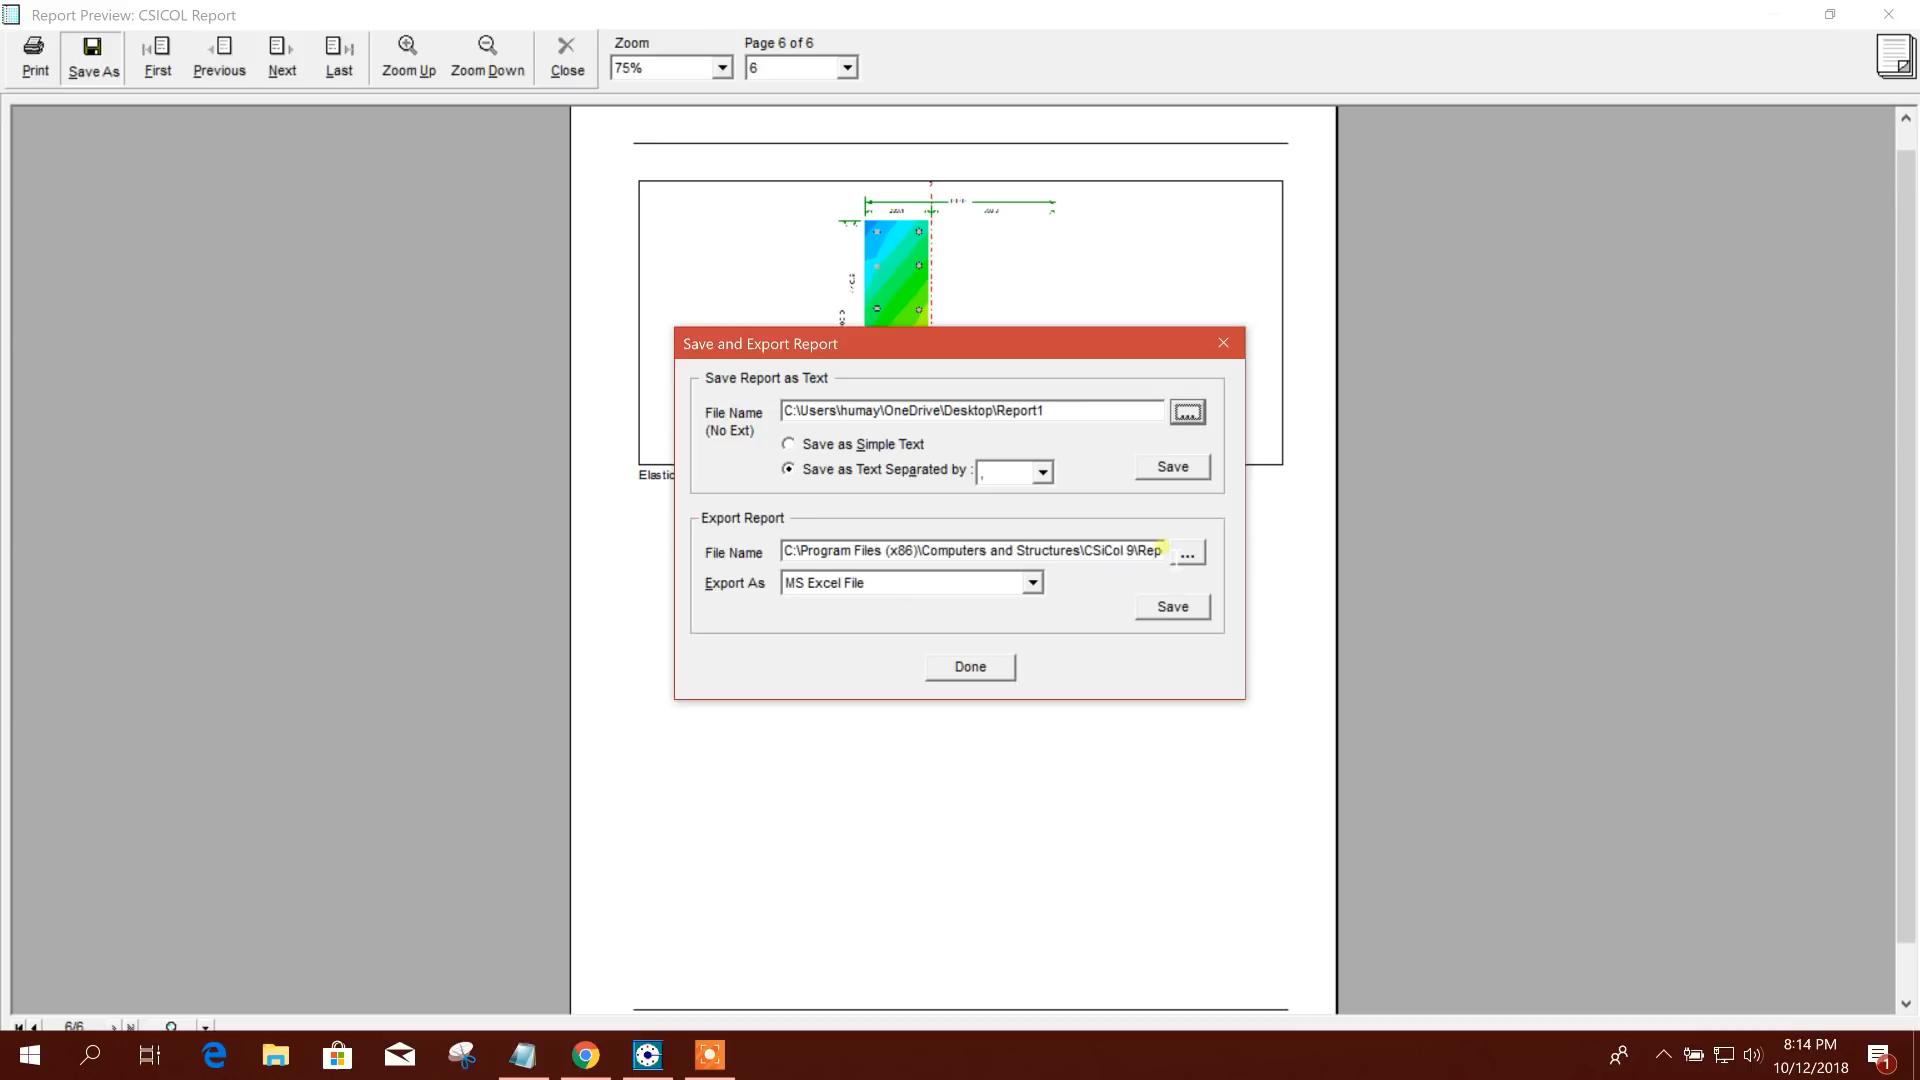 Report Preview: CSICOL Report
Print
Save As
First
Previous
Next
Last
Zoom Up
Zoom Down
Close
Zoom
75%
Page 6 of 6
6
Elastic
Save and Export Report
Save Report as Text
File Name
(No Ext)
C:\Users\humay\OneDrive\Desktop\Report1
...
Save as Simple Text
Save as Text Separated by :
,
Save
Export Report
File Name
C:\Program Files (x86)\Computers and Structures\CSiCol 9\Rep
...
Export As
MS Excel File
Save
Done
6/6
8:14 PM
10/12/2018
1